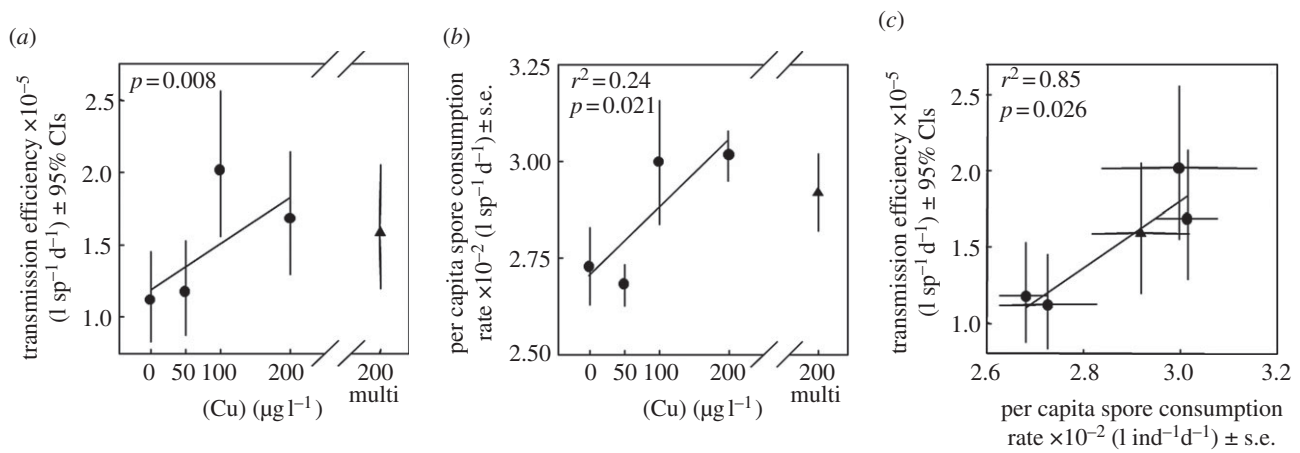 (a)
transmission efficiency ×10⁻⁵
(l sp⁻¹ d⁻¹) ± 95% CIs
p=0.008
2.5
2.0
1.5
1.0
0 50 100 200 200
multi
(Cu) (µg l⁻¹)
(b)
per capita spore consumption
rate ×10⁻² (l sp⁻¹ d⁻¹) ± s.e.
r²=0.24
p=0.021
3.25
3.00
2.75
2.50
0 50 100 200 200
multi
(Cu) (µg l⁻¹)
(c)
transmission efficiency ×10⁻⁵
(l sp⁻¹ d⁻¹) ± 95% CIs
r²=0.85
p=0.026
2.5
2.0
1.5
1.0
2.6 2.8 3.0 3.2
per capita spore consumption
rate ×10⁻² (l ind⁻¹d⁻¹) ± s.e.